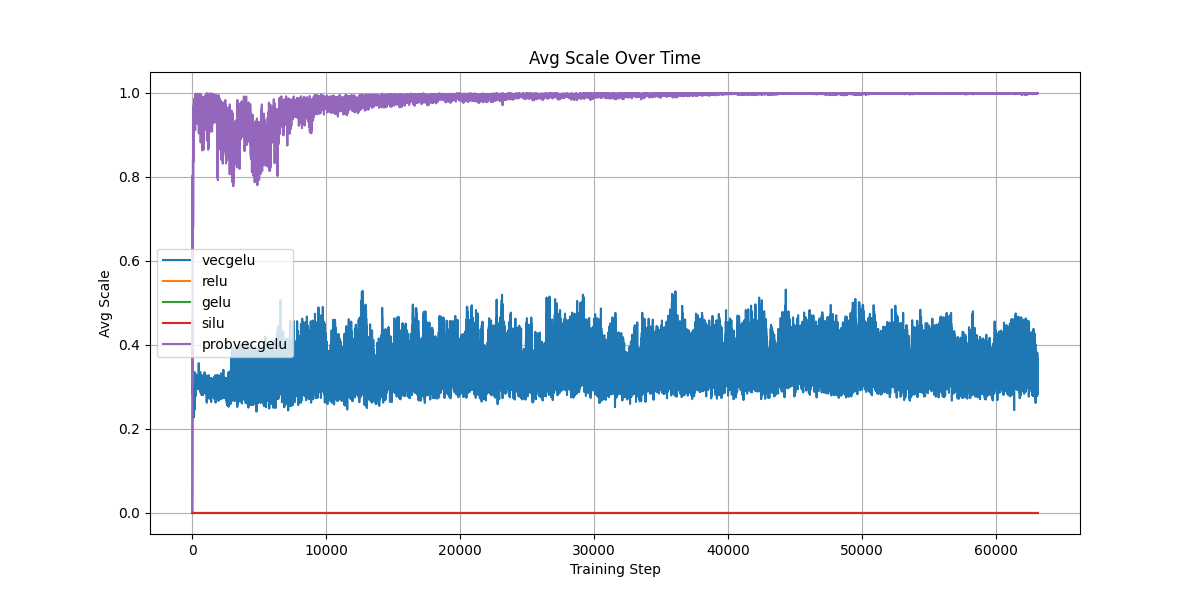 Avg Scale Over Time
1.0
0.8
0.6
0.4
0.2
0.0
Avg Scale
vecgelu
relu
gelu
silu
probvecgelu
0 10000 20000 30000 40000 50000 60000
Training Step